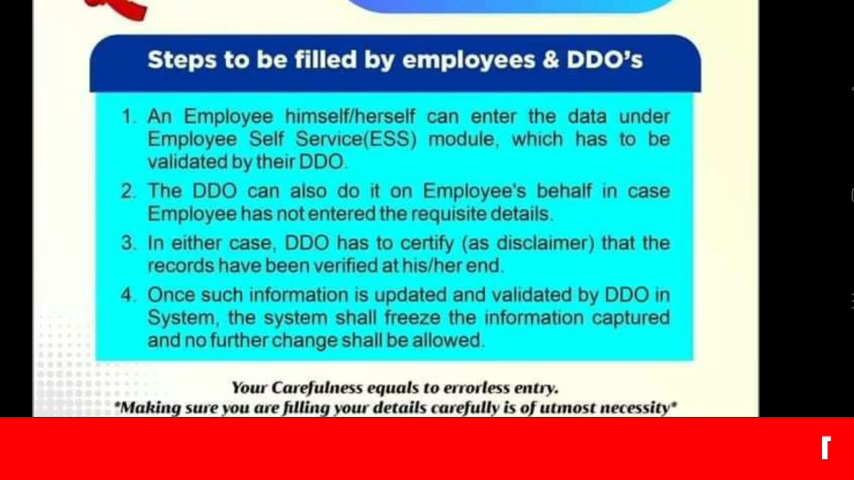 Steps to be filled by employees & DDO's
1. An Employee himself/herself can enter the data under
Employee Self Service(ESS) module, which has to be
validated by their DDO.
2. The DDO can also do it on Employee's behalf in case
Employee has not entered the requisite details.
3. In either case, DDO has to certify (as disclaimer) that the
records have been verified at his/her end.
4. Once such information is updated and validated by DDO in
System, the system shall freeze the information captured
and no further change shall be allowed.
Your Carefulness equals to errorless entry.
*Making sure you are filling your details carefully is of utmost necessity*